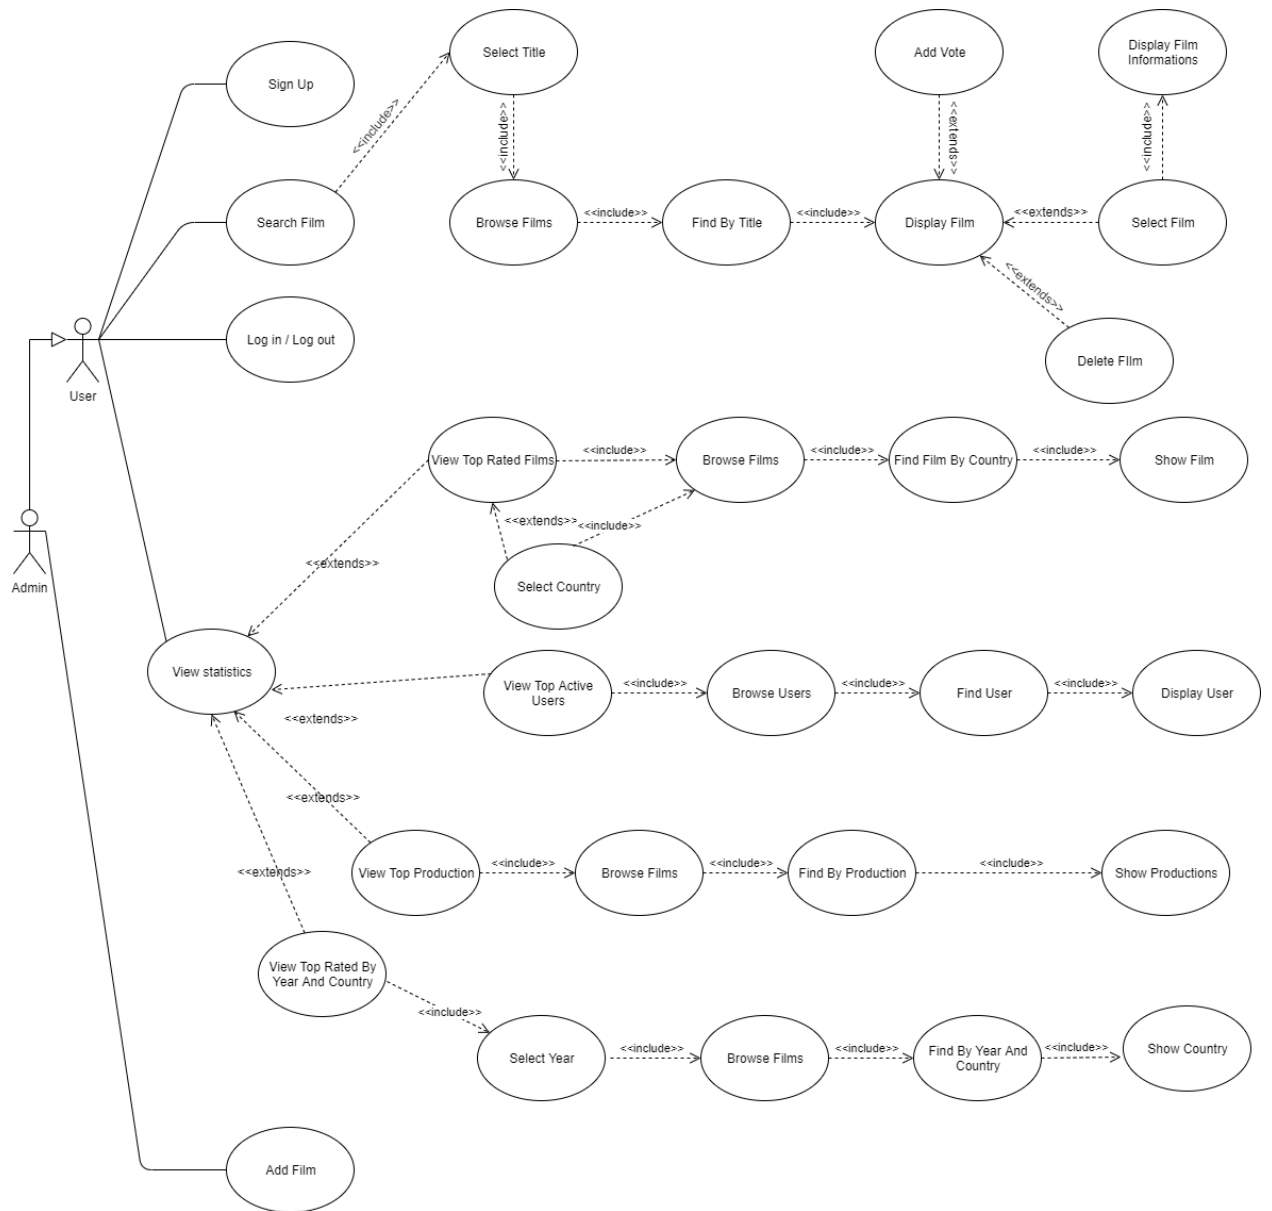 Select Title
Add Vote
Display Film
Informations
Sign Up
<<include>>
<<include>>
<<extends>>
<<include>>
Search Film
Browse Films
<<include>>
Find By Title
<<include>>
Display Film
<<extends>>
Select Film
<<extends>>
Log in / Log out
Delete FIlm
User
View Top Rated Films
<<include>>
Browse Films
<<include>>
Find Film By Country
<<include>>
Show Film
<<extends>>
<<include>>
<<extends>>
Select Country
Admin
View statistics
View Top Active
Users
<<include>>
Browse Users
<<include>>
Find User
<<include>>
Display User
<<extends>>
<<extends>>
View Top Production
<<include>>
Browse Films
<<include>>
Find By Production
<<include>>
Show Productions
<<extends>>
View Top Rated By
Year And Country
<<include>>
Select Year
<<include>>
Browse Films
<<include>>
Find By Year And
Country
<<include>>
Show Country
Add Film